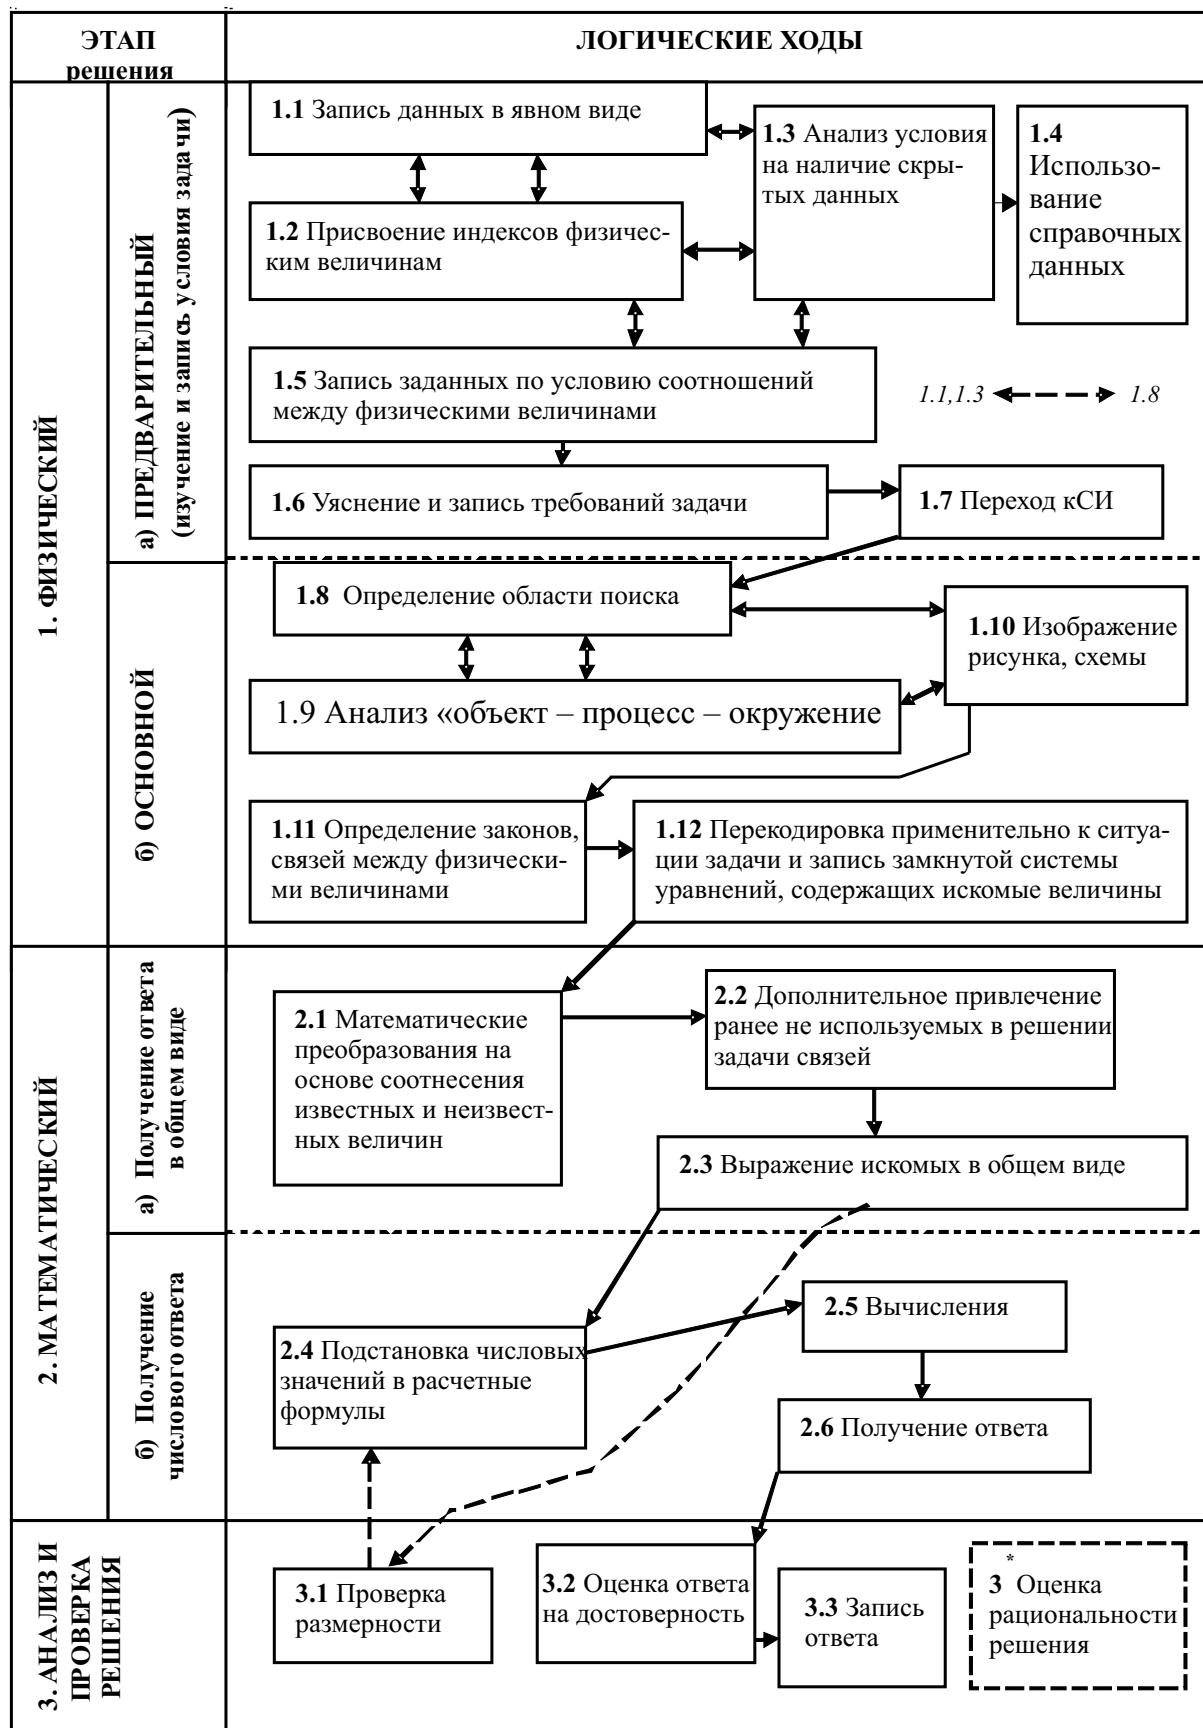 ЭТАП
решения
ЛОГИЧЕСКИЕ ХОДЫ
1. ФИЗИЧЕСКИЙ
а) ПРЕДВАРИТЕЛЬНЫЙ
(изучение и запись условия задачи)
1.1 Запись данных в явном виде
1.3 Анализ условия
на наличие скры-
тых данных
1.4
Использо-
вание
справочных
данных
1.2 Присвоение индексов физичес-
ким величинам
1.5 Запись заданных по условию соотношений
между физическими величинами
1.1,1.3
1.8
1.6 Уяснение и запись требований задачи
1.7 Переход кСИ
б) ОСНОВНОЙ
1.8 Определение области поиска
1.10 Изображение
рисунка, схемы
1.9 Анализ «объект – процесс – окружение
1.11 Определение законов,
связей между физически-
ми величинами
1.12 Перекодировка применительно к ситуа-
ции задачи и запись замкнутой системы
уравнений, содержащих искомые величины
2. МАТЕМАТИЧЕСКИЙ
а) Получение ответа
в общем виде
2.1 Математические
преобразования на
основе соотнесения
известных и неизвест-
ных величин
2.2 Дополнительное привлечение
ранее не используемых в решении
задачи связей
2.3 Выражение искомых в общем виде
б) Получение
числового ответа
2.4 Подстановка числовых
значений в расчетные
формулы
2.5 Вычисления
2.6 Получение ответа
3. АНАЛИЗ И
ПРОВЕРКА
РЕШЕНИЯ
3.1 Проверка
размерности
3.2 Оценка ответа
на достоверность
3.3 Запись
ответа
3* Оценка
рациональности
решения